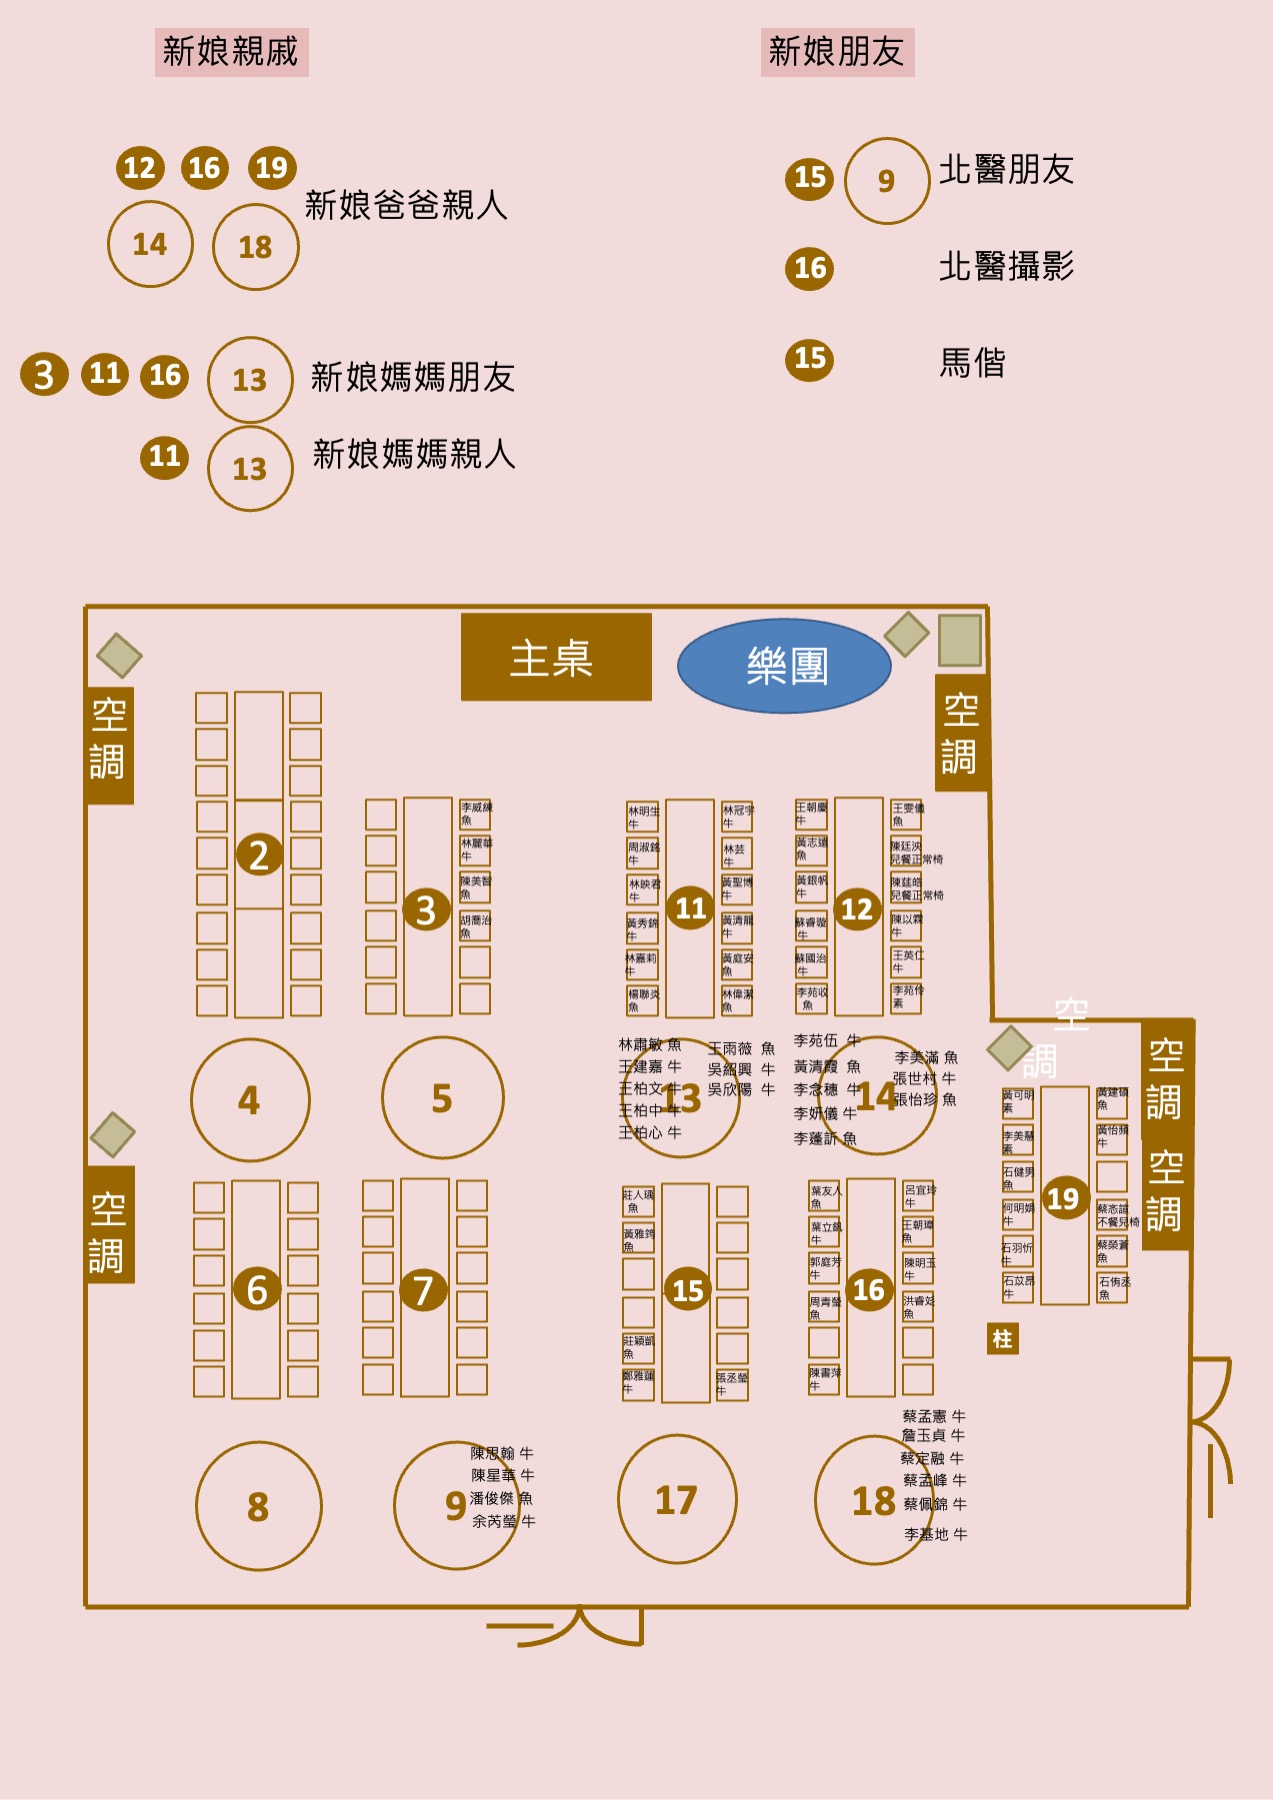 新娘親戚
新娘朋友
12
16
19
新娘爸爸親人
14
18
3
11
16
13
新娘媽媽朋友
11
13
新娘媽媽親人
15
9
北醫朋友
16
北醫攝影
15
馬偕
主桌
樂團
空
調
空
調
2
3
李威練
魚
林麗華
牛
陳美智
魚
胡喬治
魚
林明生
牛
周淑銘
牛
林映君
牛
黃秀錦
牛
林嘉莉
牛
楊聯炎
魚
11
林冠宇
牛
林芸
牛
黃聖博
牛
黃清龍
牛
黃庭安
魚
林偉潔
魚
王朝慶
牛
黃志遠
魚
黃銀帆
牛
蘇睿璇
牛
蘇國治
牛
李苑收
魚
12
王雯儀
魚
陳廷泱
兒餐正常椅
陳莛皓
兒餐正常椅
陳以霖
牛
王英仁
牛
李苑伶
素
4
5
13
林肅敏 魚
王建嘉 牛
王柏文 牛
王柏中 牛
王柏心 牛
王雨薇 魚
吳紹興 牛
吳欣陽 牛
14
李苑伍 牛
黃清霞 魚
李念穗 牛
李妍儀 牛
李蓬訢 魚
李美滿 魚
張世村 牛
張怡珍 魚
空
調
空
調
空
調
空
調
黃可明
素
李美慧
素
石健男
魚
何明娟
牛
石羽忻
牛
石苡昂
牛
19
黃建碩
魚
黃怡蘋
牛
蔡忞諠
不餐兒椅
蔡榮蒼
魚
石侑丞
魚
柱
6
7
莊人瑀
魚
黃雅筠
魚
莊穎凱
魚
鄭雅蓮
牛
15
張丞瑩
牛
葉友人
魚
葉立釩
牛
郭庭芳
牛
周青瑩
魚
陳書萍
牛
16
呂宜玲
牛
王朝瑋
魚
陳明玉
牛
洪睿彣
魚
8
9
陳思翰 牛
陳星華 牛
潘俊傑 魚
余芮瑩 牛
17
18
蔡孟憲 牛
詹玉貞 牛
蔡定融 牛
蔡孟峰 牛
蔡佩錦 牛
李基地 牛